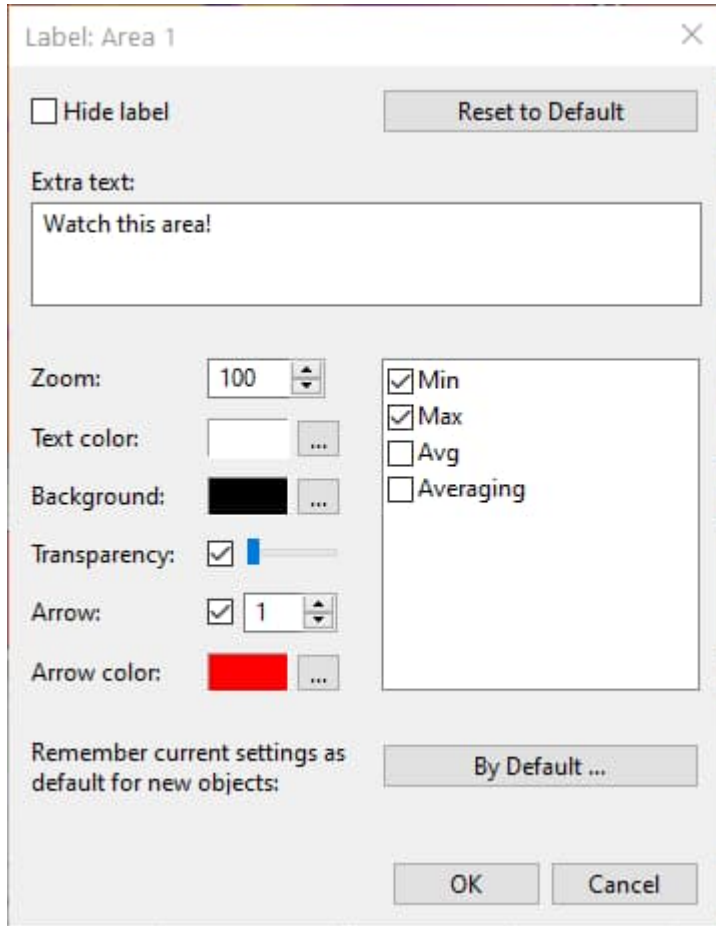 Label: Area 1
Hide label
Reset to Default
Extra text:
Watch this area!
Zoom:
100
Min
Max
Text color:
...
Avg
Background:
...
Averaging
Transparency:
Arrow:
1
Arrow color:
...
Remember current settings as
default for new objects:
By Default ...
OK
Cancel